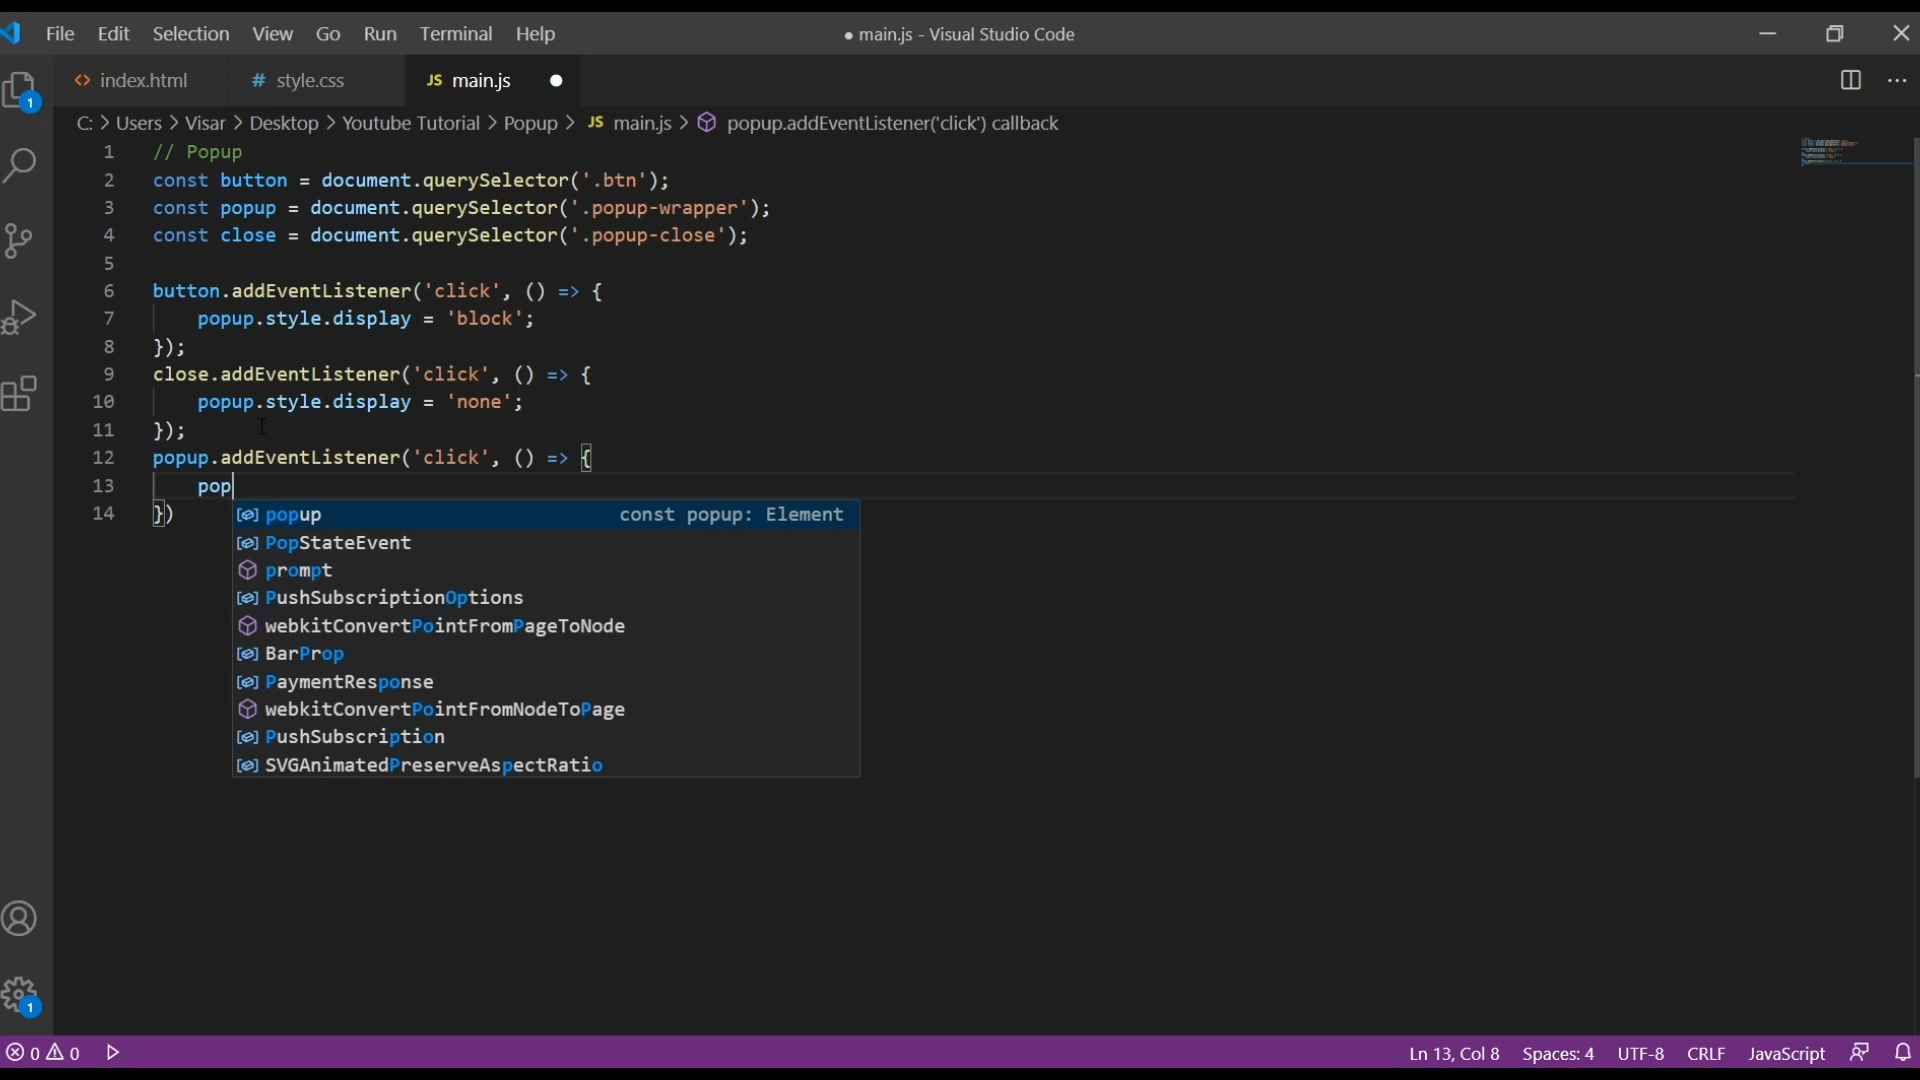 File Edit Selection View Go Run Terminal Help ● main.js - Visual Studio Code
<> index.html # style.css JS main.js ●
C: > Users > Visar > Desktop > Youtube Tutorial > Popup > JS main.js > popup.addEventListener('click') callback
1 // Popup
2 const button = document.querySelector('.btn');
3 const popup = document.querySelector('.popup-wrapper');
4 const close = document.querySelector('.popup-close');
5
6 button.addEventListener('click', () => {
7 popup.style.display = 'block';
8 });
9 close.addEventListener('click', () => {
10 popup.style.display = 'none';
11 });
12 popup.addEventListener('click', () => {
13 pop
14 })
popup const popup: Element
PopStateEvent
prompt
PushSubscriptionOptions
webkitConvertPointFromPageToNode
BarProp
PaymentResponse
webkitConvertPointFromNodeToPage
PushSubscription
SVGAnimatedPreserveAspectRatio
1
1
0 0 Ln 13, Col 8 Spaces: 4 UTF-8 CRLF JavaScript